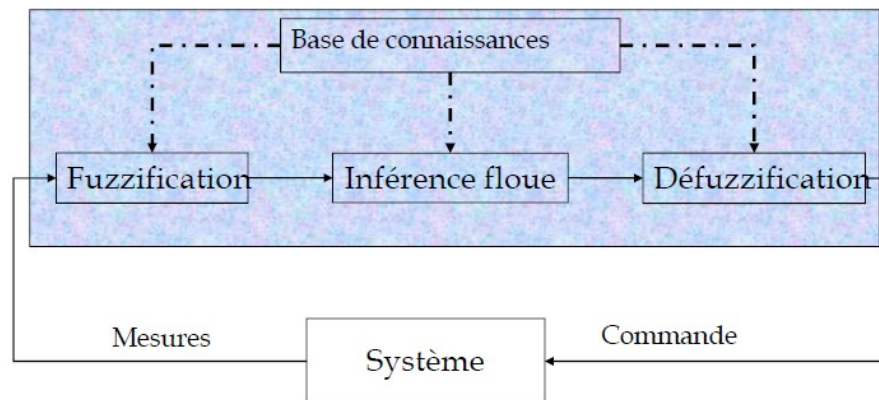 Base de connaissances
Fuzzification
Inférence floue
Défuzzification
Mesures
Commande
Système